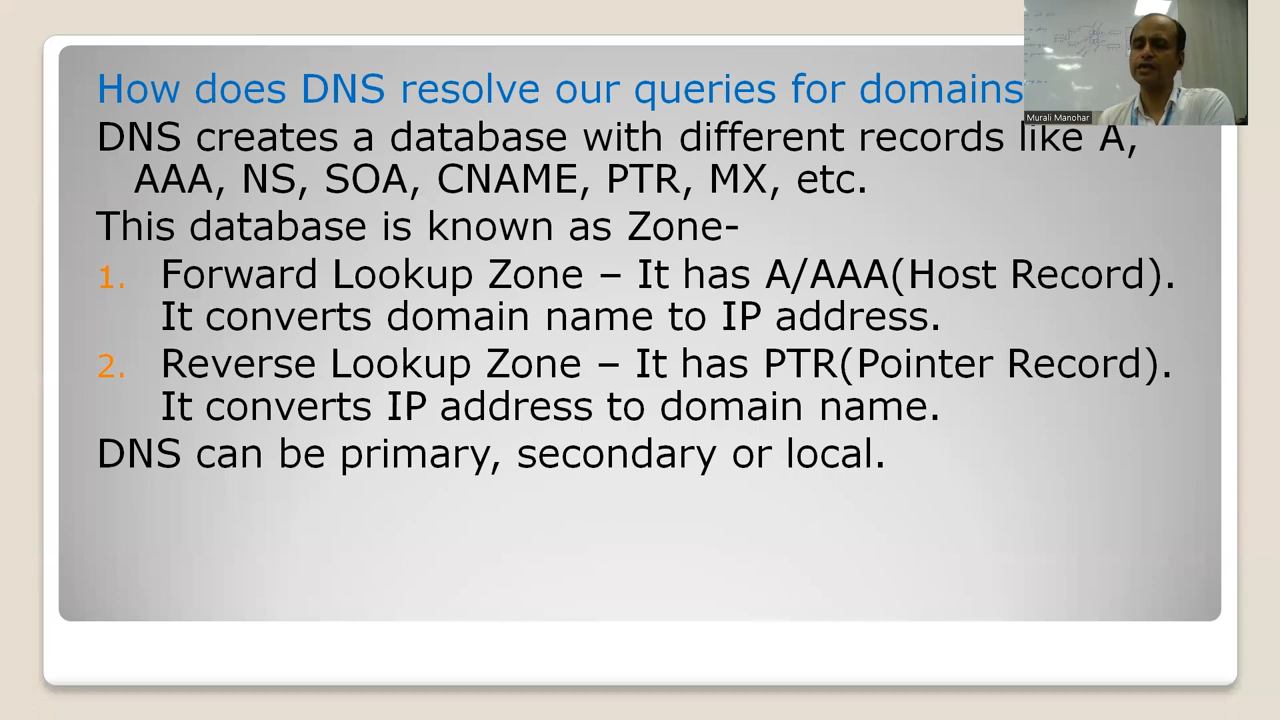 How does DNS resolve our queries for domains
DNS creates a database with different records like A,
AAA, NS, SOA, CNAME, PTR, MX, etc.
This database is known as Zone-
1. Forward Lookup Zone – It has A/AAA(Host Record).
It converts domain name to IP address.
2. Reverse Lookup Zone – It has PTR(Pointer Record).
It converts IP address to domain name.
DNS can be primary, secondary or local.
Murali Manohar